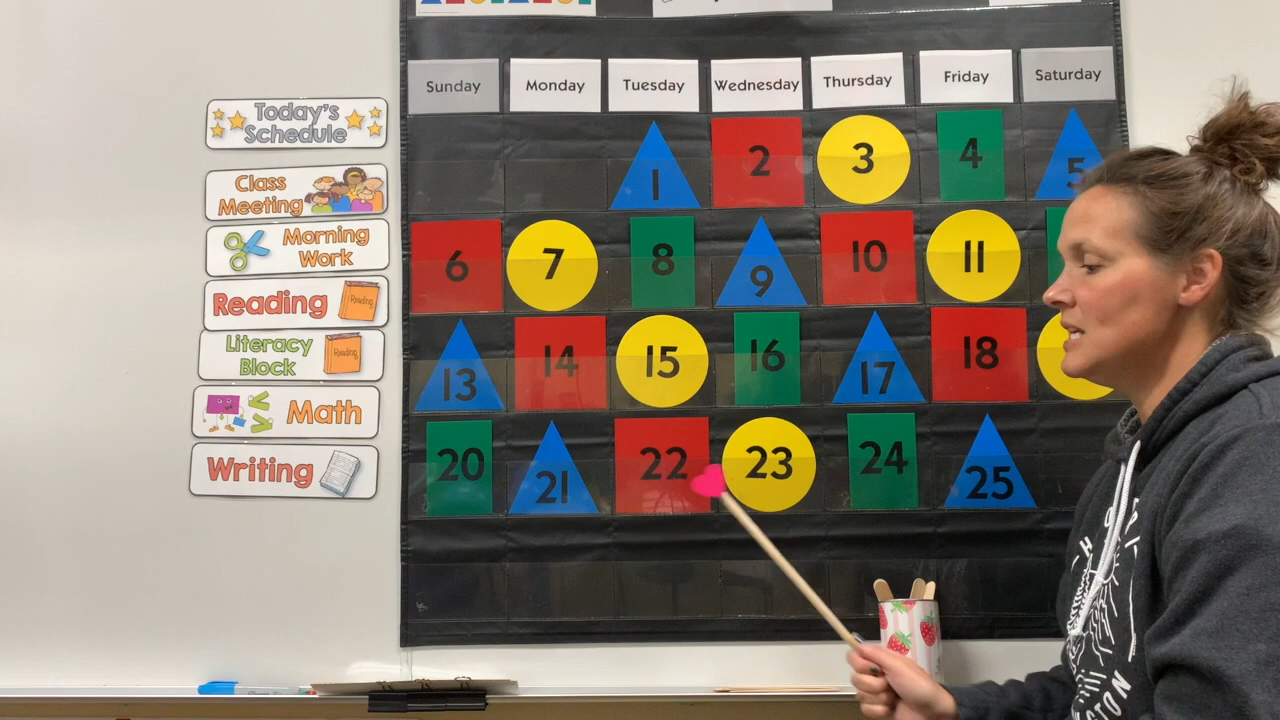 Sunday Monday Tuesday Wednesday Thursday Friday Saturday
Today's
Schedule
Class
Meeting
Morning
Work
Reading
Reading
Literacy
Block
Reading
Math
Writing
1 2 3 4 5
6 7 8 9 10 11
13 14 15 16 17 18
20 21 22 23 24 25